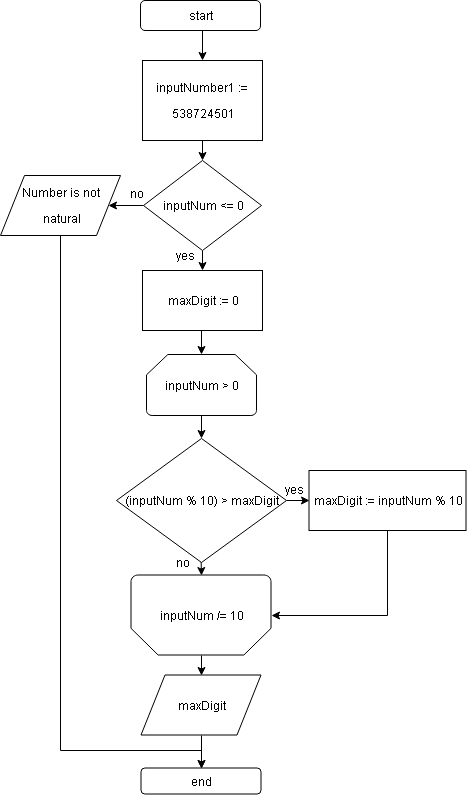 start
inputNumber1 :=
538724501
Number is not
natural
no
inputNum <= 0
yes
maxDigit := 0
inputNum > 0
(inputNum % 10) > maxDigit
yes
maxDigit := inputNum % 10
no
inputNum /= 10
maxDigit
end